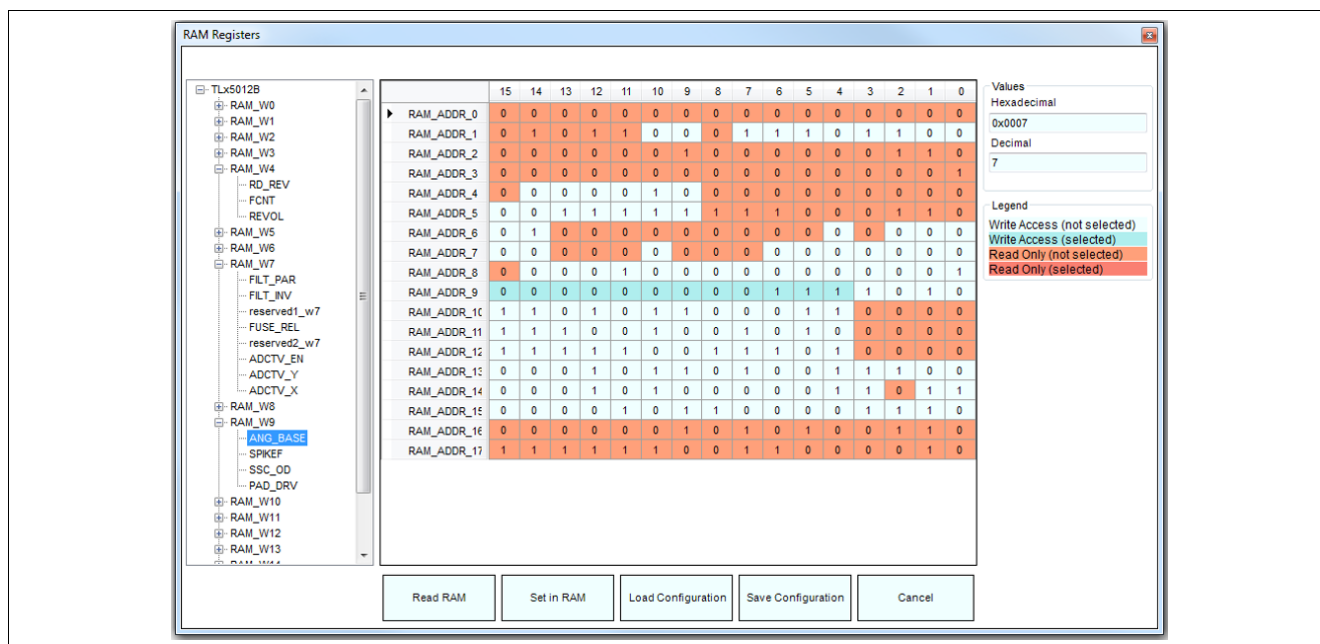 RAM Registers
TLx5012B
RAM_W0
RAM_W1
RAM_W2
RAM_W3
RAM_W4
RD_REV
FCNT
REVOL
RAM_W5
RAM_W6
RAM_W7
FILT_PAR
FILT_INV
reserved1_w7
FUSE_REL
reserved2_w7
ADCTV_EN
ADCTV_Y
ADCTV_X
RAM_W8
RAM_W9
ANG_BASE
SPIKEF
SSC_OD
PAD_DRV
RAM_W10
RAM_W11
RAM_W12
RAM_W13
15 14 13 12 11 10 9 8 7 6 5 4 3 2 1 0
RAM_ADDR_0 0 0 0 0 0 0 0 0 0 0 0 0 0 0 0 0
RAM_ADDR_1 0 1 0 1 1 0 0 0 1 1 1 0 1 1 0 0
RAM_ADDR_2 0 0 0 0 0 0 1 0 0 0 0 0 0 1 1 0
RAM_ADDR_3 0 0 0 0 0 0 0 0 0 0 0 0 0 0 0 1
RAM_ADDR_4 0 0 0 0 0 1 0 0 0 0 0 0 0 0 0 0
RAM_ADDR_5 0 0 1 1 1 1 1 1 1 1 0 0 0 1 1 0
RAM_ADDR_6 0 1 0 0 0 0 0 0 0 0 0 0 0 0 0 0
RAM_ADDR_7 0 0 0 0 0 0 0 0 0 0 0 0 0 0 0 0
RAM_ADDR_8 0 0 0 0 1 0 0 0 0 0 0 0 0 0 0 1
RAM_ADDR_9 0 0 0 0 0 0 0 0 0 1 1 1 1 0 1 0
RAM_ADDR_10 1 1 0 1 0 1 1 0 0 0 1 1 0 0 0 0
RAM_ADDR_11 1 1 1 0 0 1 0 0 1 0 1 0 0 0 0 0
RAM_ADDR_12 1 1 1 1 1 0 0 1 1 1 0 1 0 0 0 0
RAM_ADDR_13 0 0 0 1 0 1 1 0 1 0 0 1 1 1 0 0
RAM_ADDR_14 0 0 0 1 0 1 0 0 0 0 0 1 1 0 1 1
RAM_ADDR_15 0 0 0 0 1 0 1 1 0 0 0 0 1 1 1 0
RAM_ADDR_16 0 0 0 0 0 0 1 0 1 0 1 0 0 1 1 0
RAM_ADDR_17 1 1 1 1 1 1 0 0 1 1 0 0 0 0 1 0
Values
Hexadecimal
0x0007
Decimal
7
Legend
Write Access (not selected)
Write Access (selected)
Read Only (not selected)
Read Only (selected)
Read RAM
Set in RAM
Load Configuration
Save Configuration
Cancel